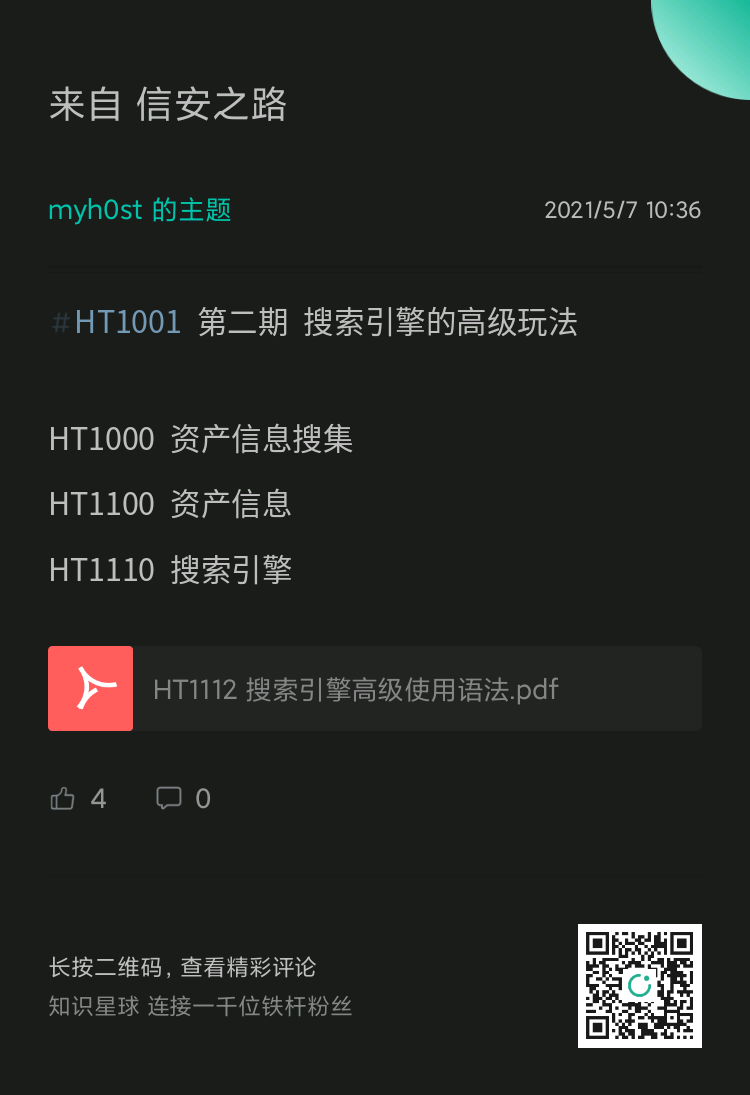 来自 信安之路
myh0st 的主题
2021/5/7 10:36
#HT1001 第二期 搜索引擎的高级玩法
HT1000 资产信息搜集
HT1100 资产信息
HT1110 搜索引擎
HT1112 搜索引擎高级使用语法.pdf
4 0
长按二维码, 查看精彩评论
知识星球 连接一千位铁杆粉丝